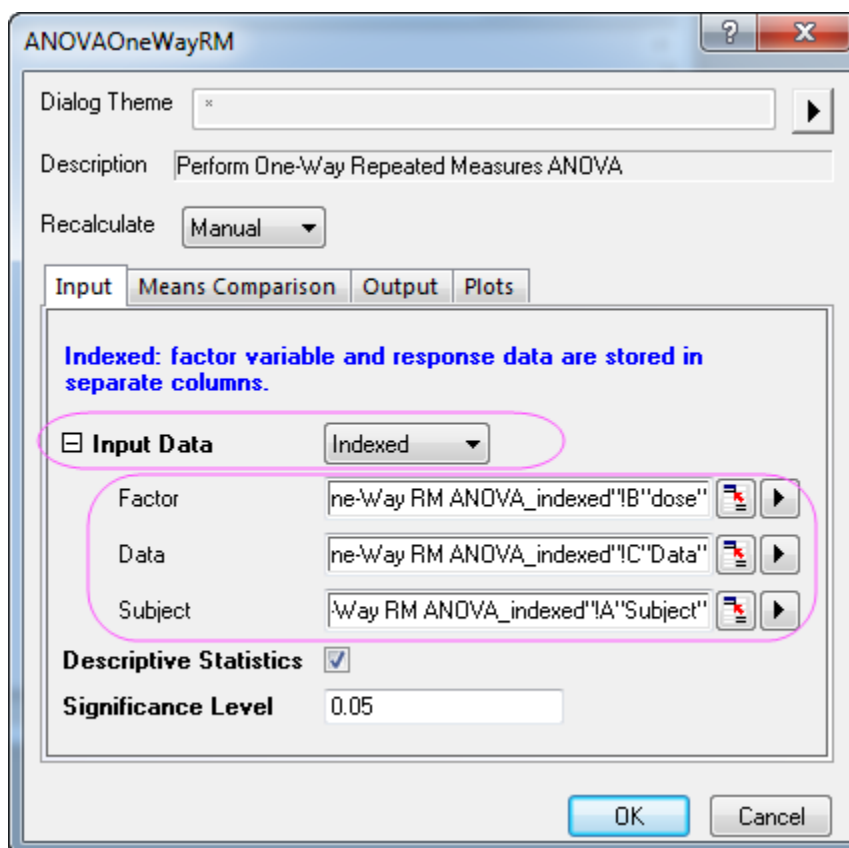 ANOVAOneWayRM
Dialog Theme *
Description Perform One-Way Repeated Measures ANOVA
Recalculate Manual
Input Means Comparison Output Plots
Indexed: factor variable and response data are stored in
separate columns.
Input Data Indexed
Factor ne-Way RM ANOVA_indexed"!B"dose"
Data ne-Way RM ANOVA_indexed"!C"Data"
Subject -Way RM ANOVA_indexed"!A"Subject"
Descriptive Statistics
Significance Level 0.05
OK Cancel